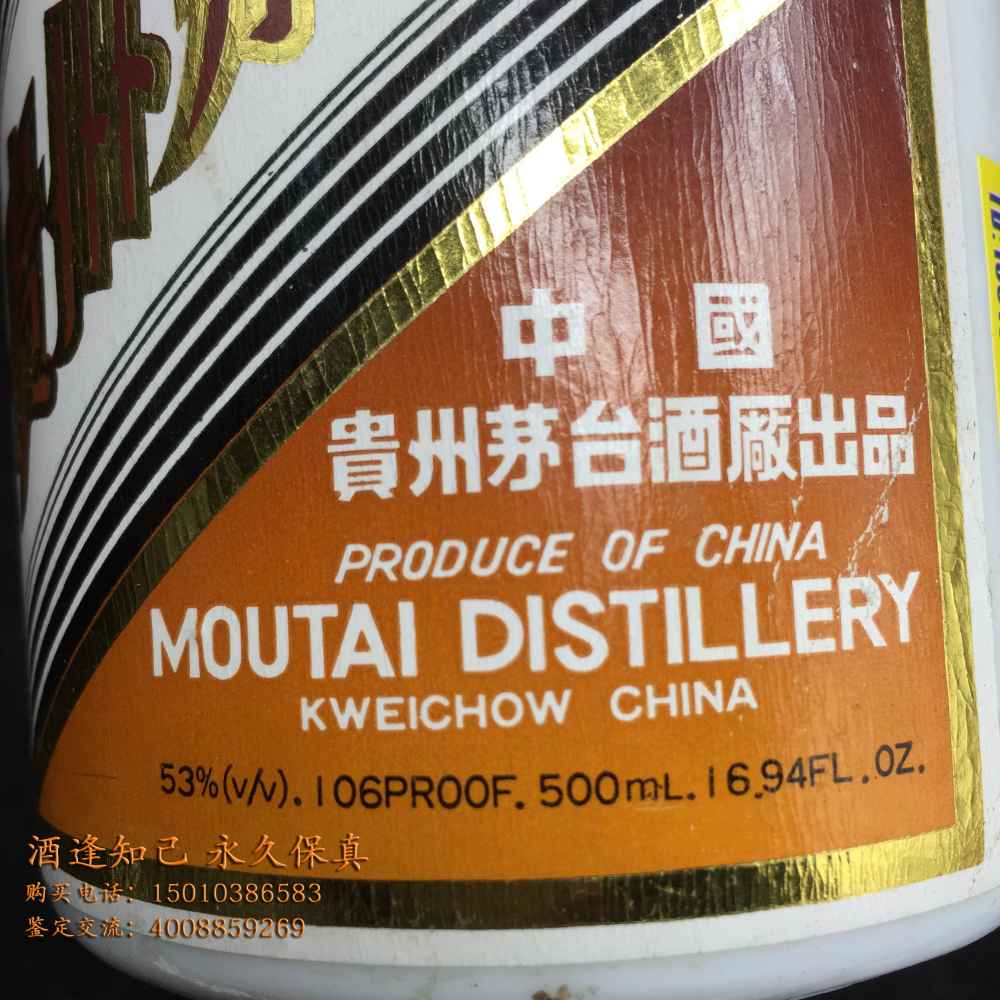 中國
貴州茅台酒廠出品
PRODUCE OF CHINA
MOUTAI DISTILLERY
KWEICHOW CHINA
53%(v/v). 106PROOF. 500mL. 16.94FL.OZ.
酒逢知己 永久保真
购买电话：15010386583
鉴定交流：4008859269